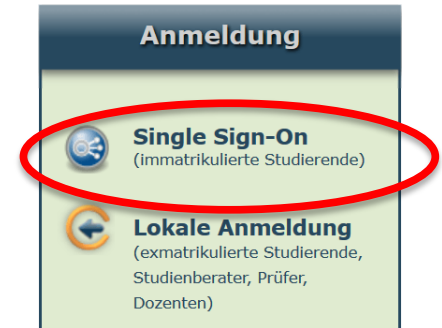 Anmeldung
Single Sign-On
(immatrikulierte Studierende)
Lokale Anmeldung
(exmatrikulierte Studierende,
Studienberater, Prüfer,
Dozenten)